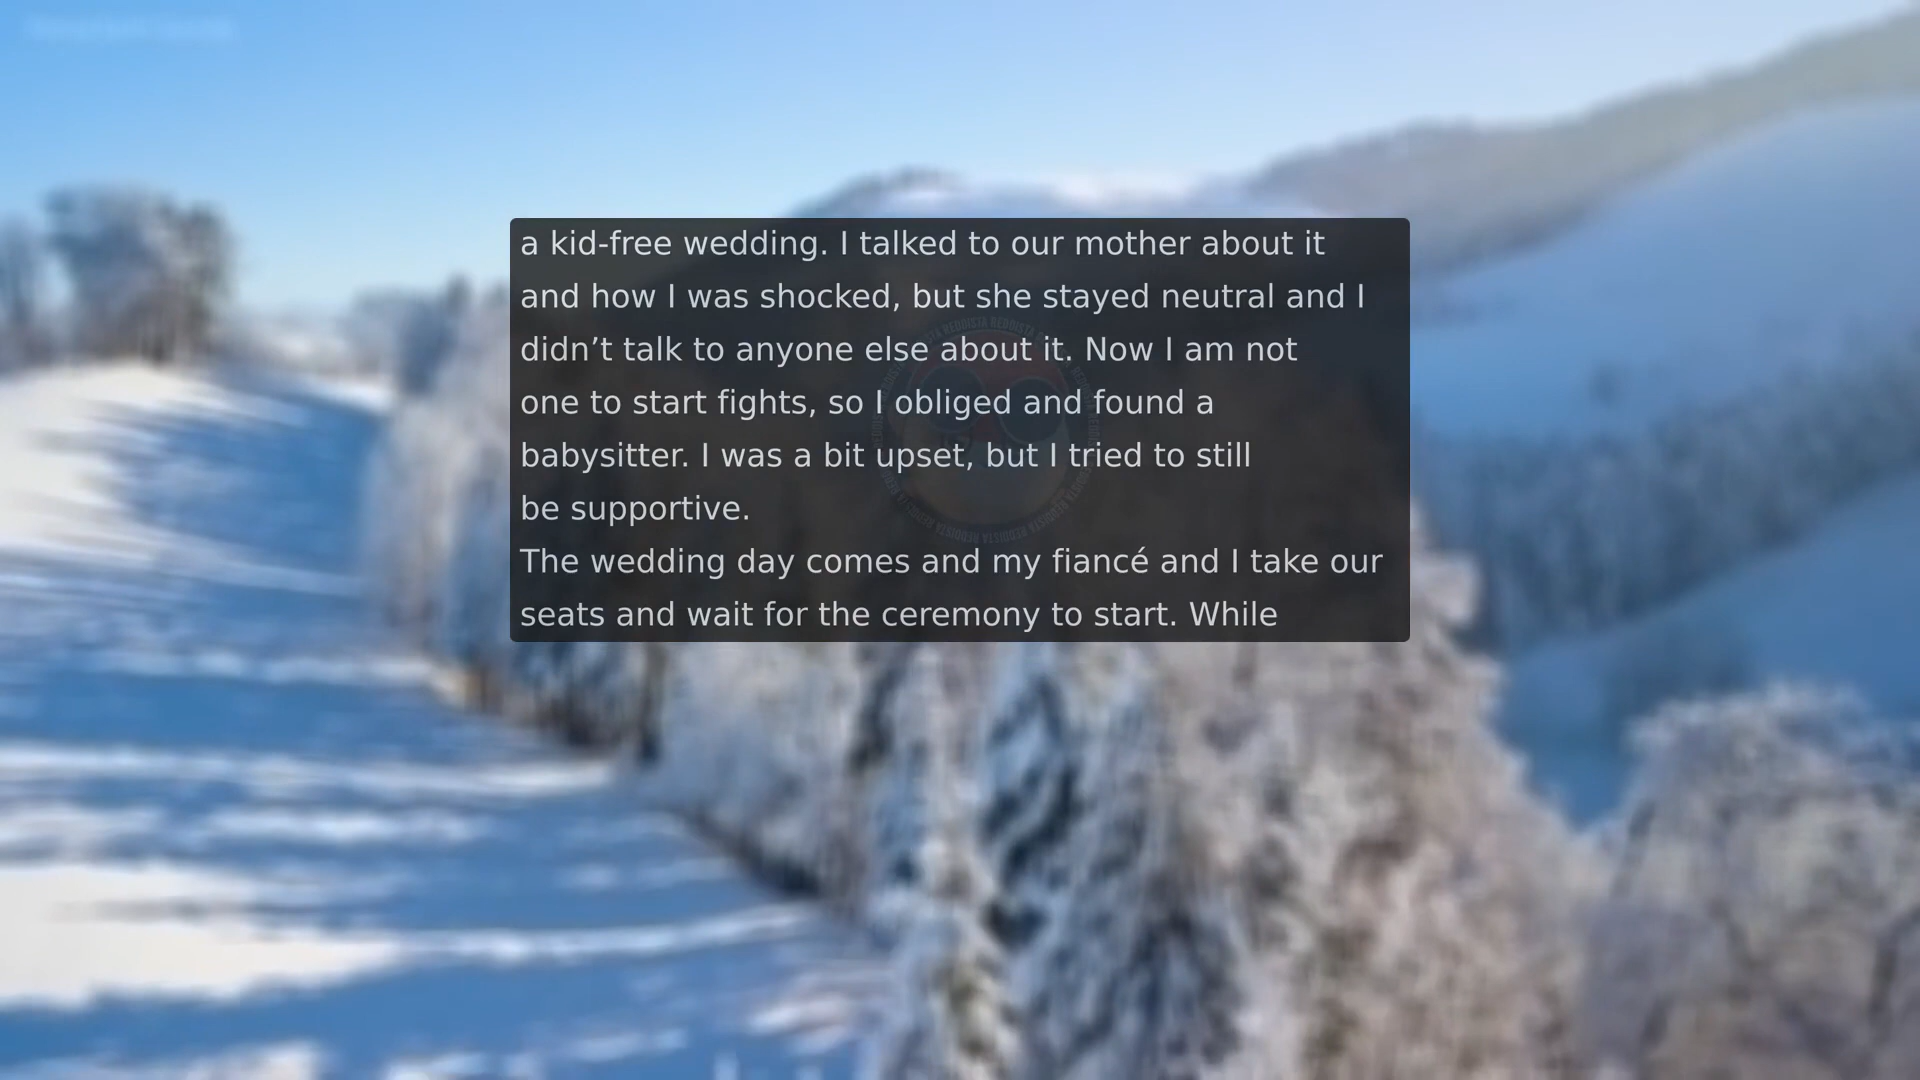 a kid-free wedding. I talked to our mother about it
and how I was shocked, but she stayed neutral and I
didn’t talk to anyone else about it. Now I am not
one to start fights, so I obliged and found a
babysitter. I was a bit upset, but I tried to still
be supportive.
The wedding day comes and my fiancé and I take our
seats and wait for the ceremony to start. While